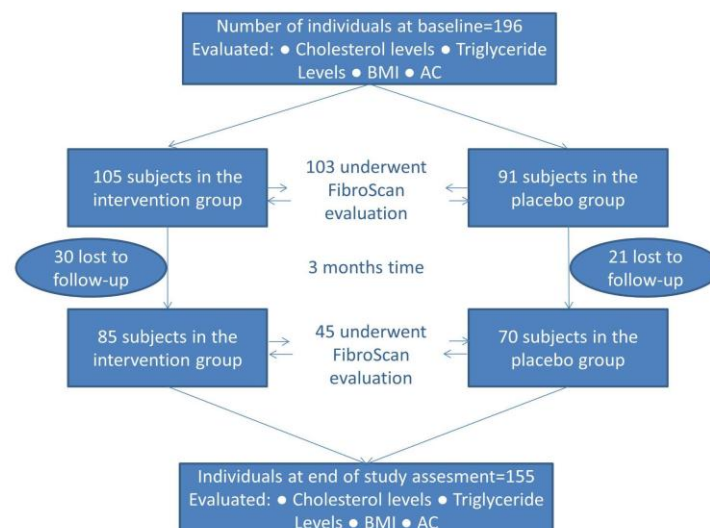 Number of individuals at baseline=196
Evaluated: ● Cholesterol levels ● Triglyceride
Levels ● BMI ● AC
105 subjects in the
intervention group
103 underwent
FibroScan
evaluation
91 subjects in the
placebo group
30 lost to
follow-up
3 months time
21 lost to
follow-up
85 subjects in the
intervention group
45 underwent
FibroScan
evaluation
70 subjects in the
placebo group
Individuals at end of study assesment=155
Evaluated: ● Cholesterol levels ● Triglyceride
Levels ● BMI ● AC